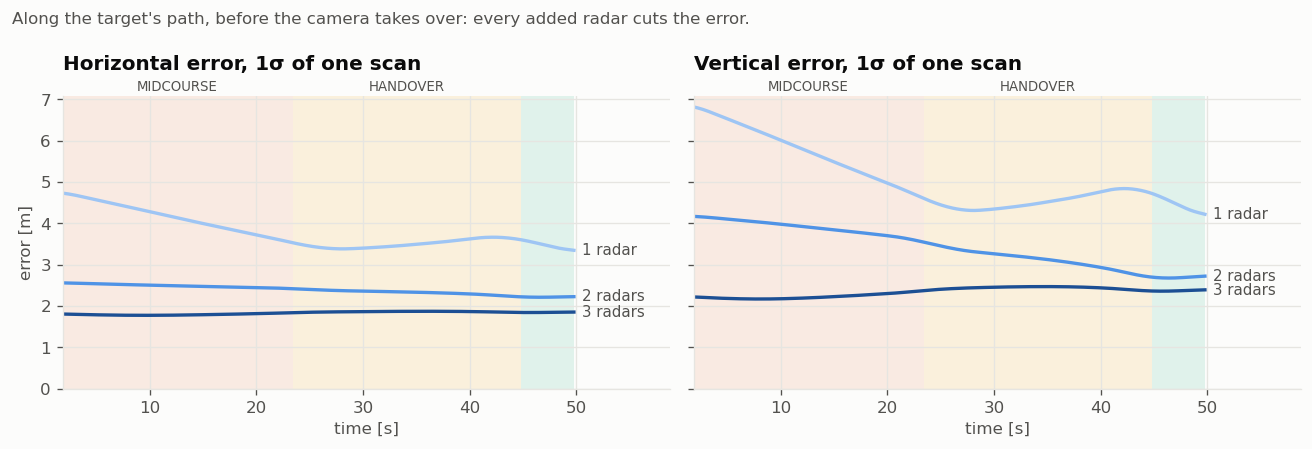 Along the target's path, before the camera takes over: every added radar cuts the error.
Horizontal error, 1σ of one scan
MIDCOURSE HANDOVER
7
6
5
4
3
2
1
0
error [m]
1 radar
2 radars
3 radars
10 20 30 40 50
time [s]
Vertical error, 1σ of one scan
MIDCOURSE HANDOVER
1 radar
2 radars
3 radars
10 20 30 40 50
time [s]